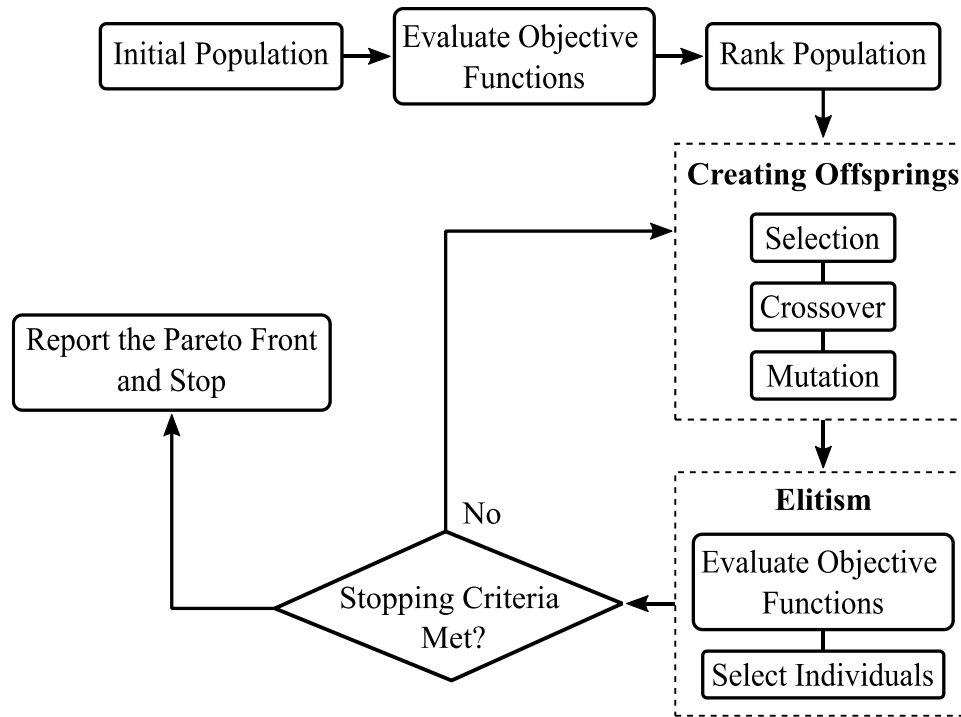 Initial Population
Evaluate Objective
Functions
Rank Population
Creating Offsprings
Selection
Crossover
Mutation
Report the Pareto Front
and Stop
Elitism
No
Evaluate Objective
Functions
Stopping Criteria
Met?
Select Individuals